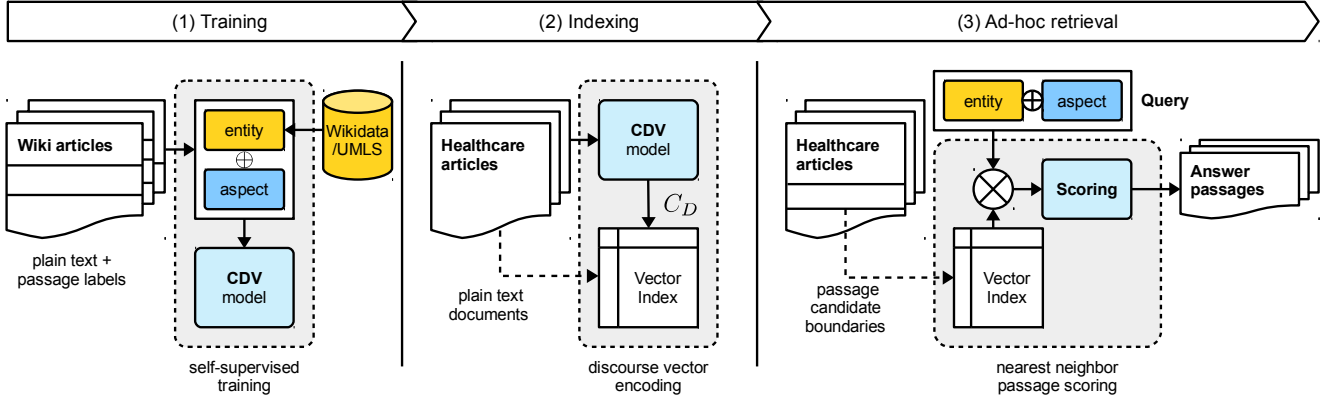 (1) Training
(2) Indexing
(3) Ad-hoc retrieval
Wiki articles
plain text +
passage labels
entity
⊕
aspect
Wikidata
/UMLS
CDV
model
self-supervised
training
Healthcare
articles
plain text
documents
CDV
model
C_D
Vector
Index
discourse vector
encoding
Healthcare
articles
passage
candidate
boundaries
entity ⊕ aspect
Query
Scoring
Vector
Index
nearest neighbor
passage scoring
Answer
passages